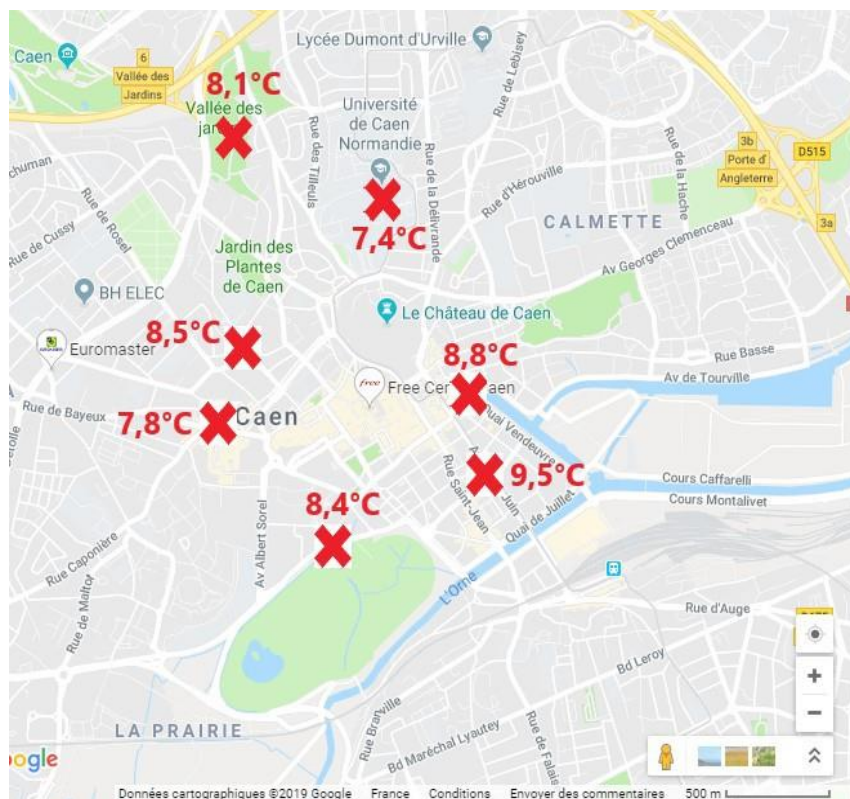 Lycée Dumont d'Urville
Caen
6
Vallée des
Jardins
8,1°C
Vallée des
Université
de Caen
Normandie
Rue de Lebisey
Rue des Tilleuls
Rue de la Délivrande
Rue d'Hérouville
Rue de la Hache
3b
Porte d'
Angleterre
D515
3a
Rue de Rosel
Rue de Cussy
7,4°C
CALMETTE
Av Georges Clemenceau
Jardin des
Plantes
de Caen
BH ELEC
Le Château de Caen
8,5°C
Euromaster
8,8°C
Rue Basse
Av de Tourville
free
Rue de Bayeux
7,8°C
Caen
Quai Vendeuvre
9,5°C
Rue Saint-Jean
Juin
Quai de Juillet
Cours Caffarelli
Cours Montalivet
8,4°C
Av Albert Sorel
Rue Caponière
Rue de Maltor
L'Orne
Rue d'Auge
Bd Leroy
LA PRAIRIE
Rue Branville
Bd Maréchal Lyautey
Rue de Falais
ogle
Données cartographiques ©2019 Google France Conditions Envoyer des commentaires 500 m